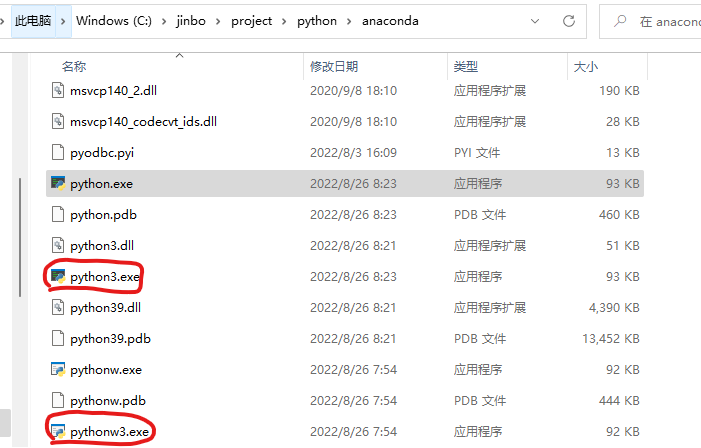 此电脑 > Windows (C:) > jinbo > project > python > anaconda
在 anacond
名称 修改日期 类型 大小
msvcp140_2.dll 2020/9/8 18:10 应用程序扩展 190 KB
msvcp140_codecvt_ids.dll 2020/9/8 18:10 应用程序扩展 28 KB
pyodbc.pyi 2022/8/3 16:09 PYI 文件 13 KB
python.exe 2022/8/26 8:23 应用程序 93 KB
python.pdb 2022/8/26 8:23 PDB 文件 460 KB
python3.dll 2022/8/26 8:21 应用程序扩展 51 KB
python3.exe 2022/8/26 8:23 应用程序 93 KB
python39.dll 2022/8/26 8:21 应用程序扩展 4,390 KB
python39.pdb 2022/8/26 8:21 PDB 文件 13,452 KB
pythonw.exe 2022/8/26 7:54 应用程序 92 KB
pythonw.pdb 2022/8/26 7:54 PDB 文件 444 KB
pythonw3.exe 2022/8/26 7:54 应用程序 92 KB